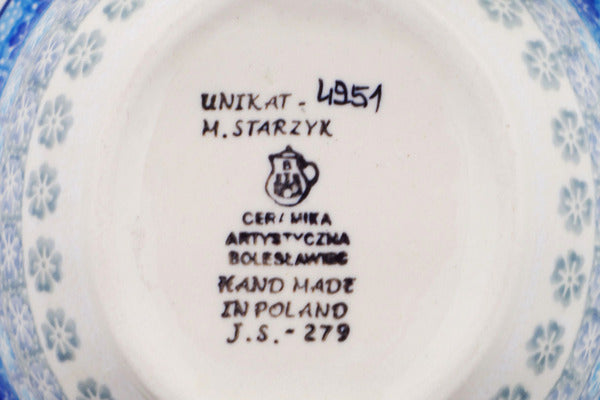 UNIKAT - 4951
M. STARZYK
CERAMIKA
ARTYSTYCZNA
BOLESŁAWIEC
HAND MADE
IN POLAND
J.S. - 279